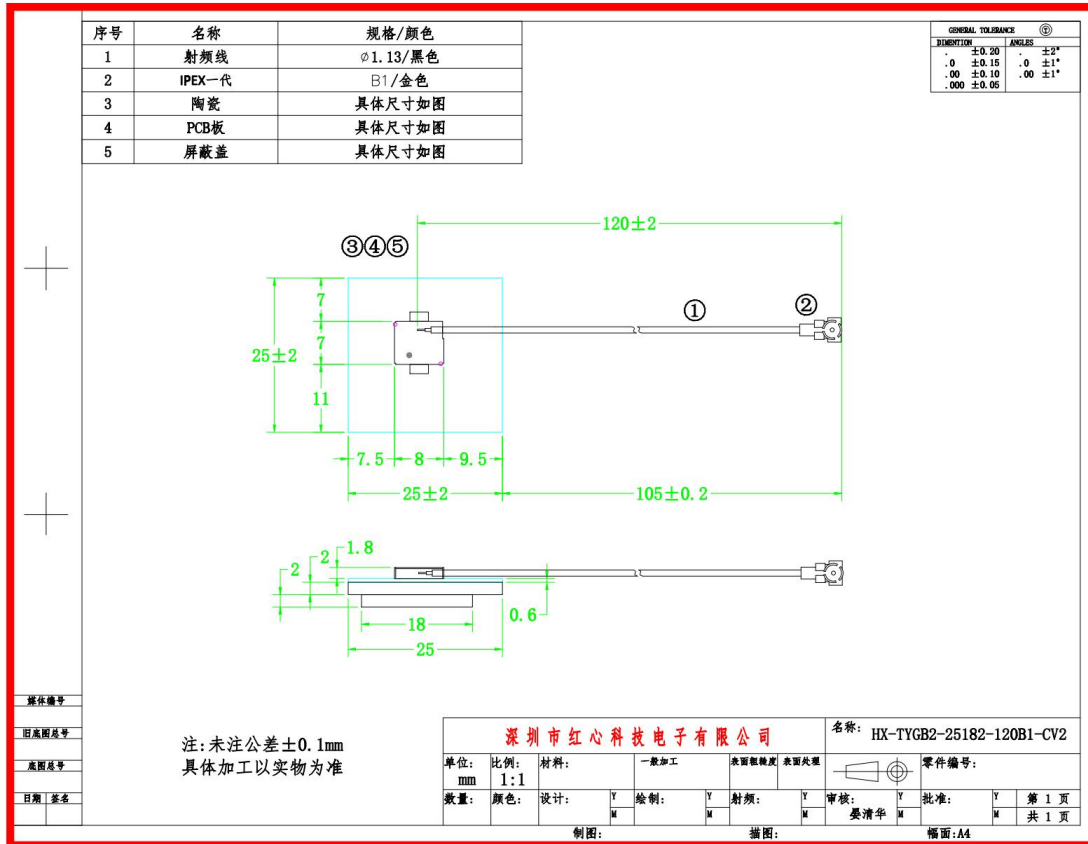 序号 名称 规格/颜色
1 射频线 ∅1.13/黑色
2 IPEX一代 B1/金色
3 陶瓷 具体尺寸如图
4 PCB板 具体尺寸如图
5 屏蔽盖 具体尺寸如图
GENERAL TOLERANCE Ⓣ
DIMENTION ANGLES
. ±0.20 . ±2°
.0 ±0.15 .0 ±1°
.00 ±0.10 .00 ±1°
.000 ±0.05
120±2
③④⑤
① ②
7
7
25±2
11
7.5 8 9.5
25±2 105±0.2
2 2 1.8
0.6
18
25
媒体编号
旧底图总号
底图总号
日期 签名
注:未注公差±0.1mm
具体加工以实物为准
深圳市红心科技电子有限公司
名称: HX-TYGB2-25182-120B1-CV2
单位: mm 比例: 1:1 材料: 一般加工 表面粗糙度 表面处理 零件编号:
数量: 颜色: 设计: Y M 绘制: Y M 射频: Y M 审核: 晏清华 Y M 批准: Y M 第 1 页
共 1 页
制图: 描图: 幅面:A4